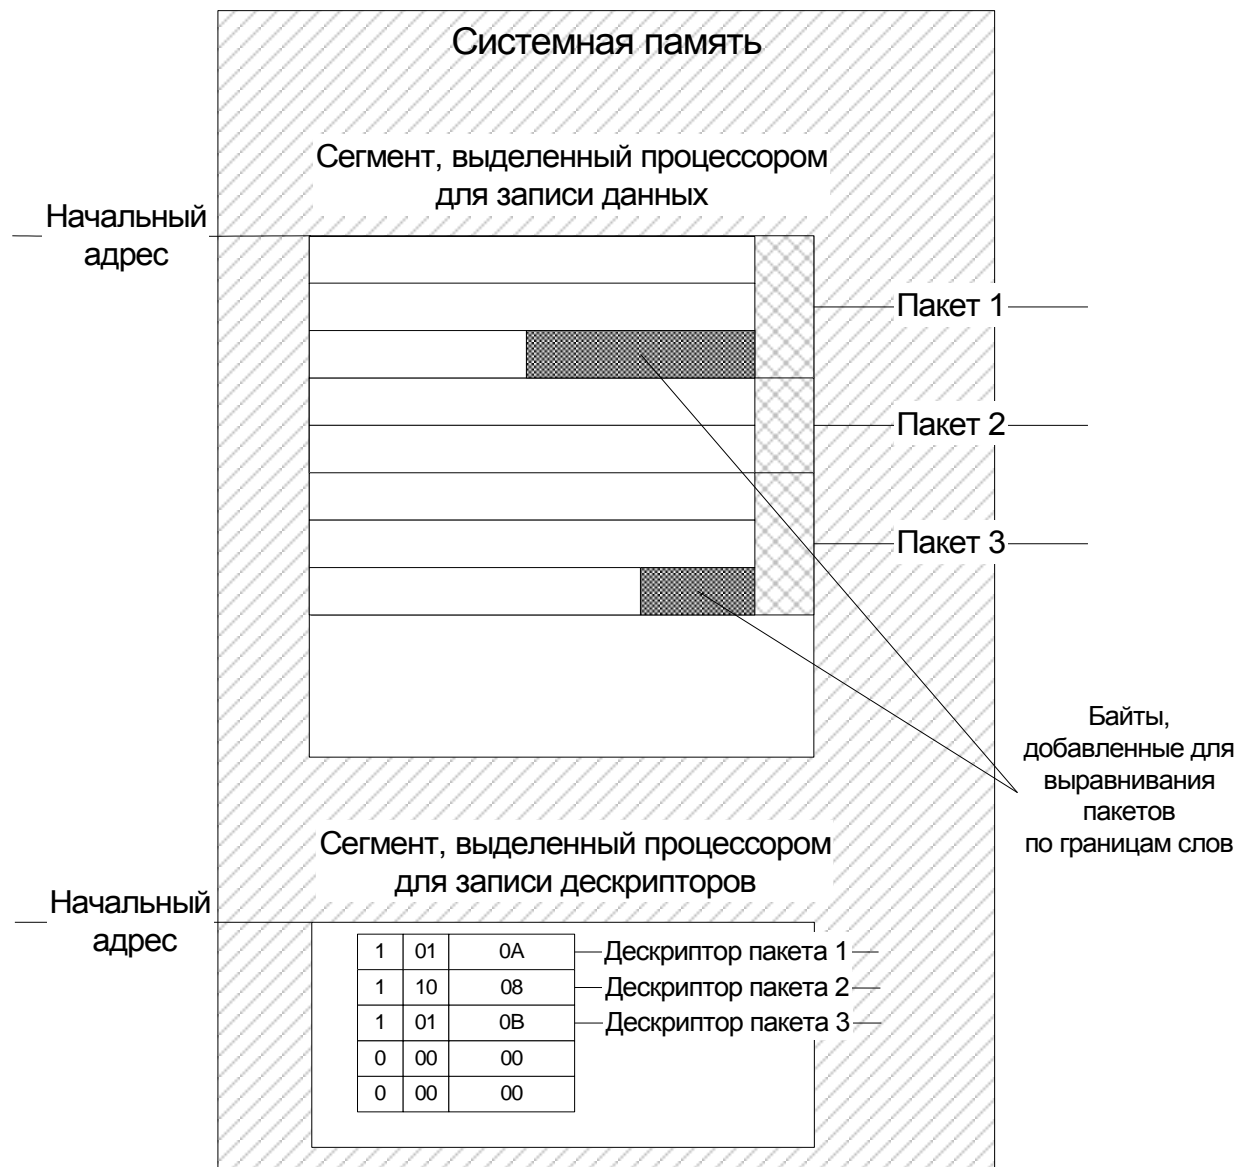 Системная память
Сегмент, выделенный процессором
для записи данных
Начальный
адрес
Пакет 1
Пакет 2
Пакет 3
Байты,
добавленные для
выравнивания
пакетов
по границам слов
Сегмент, выделенный процессором
для записи дескрипторов
Начальный
адрес
1 01 0A Дескриптор пакета 1
1 10 08 Дескриптор пакета 2
1 01 0B Дескриптор пакета 3
0 00 00
0 00 00